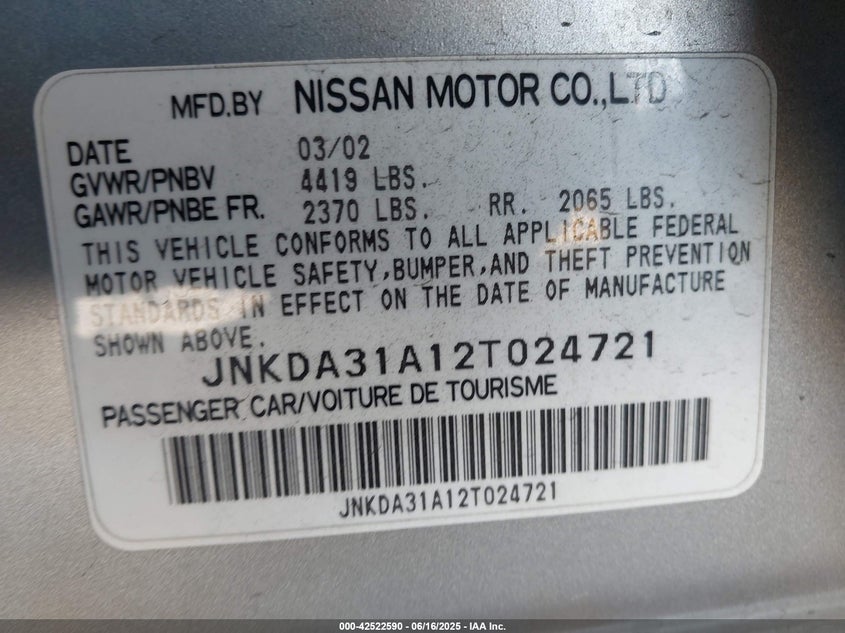 MFD.BY NISSAN MOTOR CO.,LTD
DATE 03/02
GVWR/PNBV 4419 LBS.
GAWR/PNBE FR. 2370 LBS. RR. 2065 LBS.
THIS VEHICLE CONFORMS TO ALL APPLICABLE FEDERAL
MOTOR VEHICLE SAFETY,BUMPER,AND THEFT PREVENTION
STANDARDS IN EFFECT ON THE DATE OF MANUFACTURE
SHOWN ABOVE.
JNKDA31A12T024721
PASSENGER CAR/VOITURE DE TOURISME
JNKDA31A12T024721
000-42522590 - 06/16/2025 - IAA Inc.